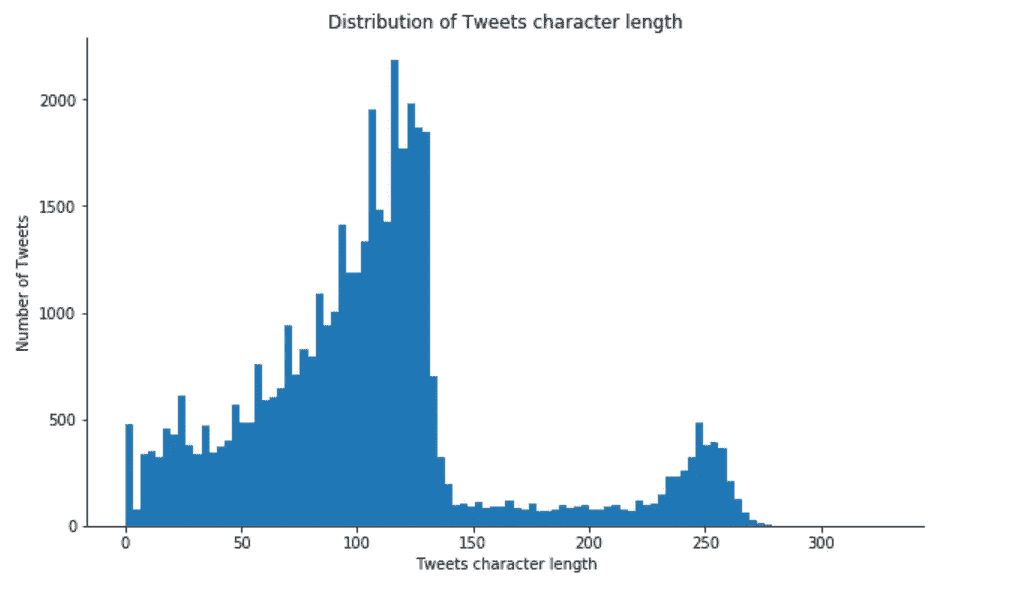 Distribution of Tweets character length
2000
1500
1000
500
0
Number of Tweets
0 50 100 150 200 250 300
Tweets character length